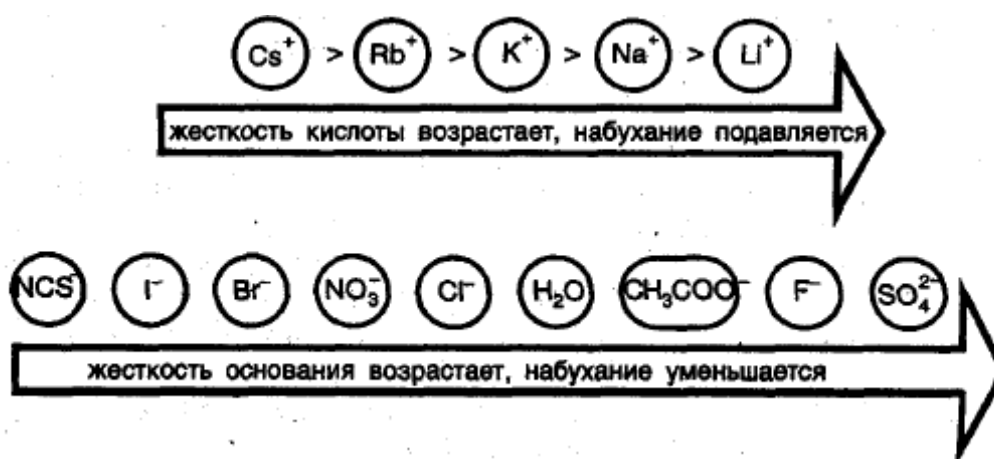 Cs⁺ > Rb⁺ > K⁺ > Na⁺ > Li⁺
жесткость кислоты возрастает, набухание подавляется
NCS⁻ I⁻ Br⁻ NO₃⁻ Cl⁻ H₂O CH₃COO⁻ F⁻ SO₄²⁻
жесткость основания возрастает, набухание уменьшается